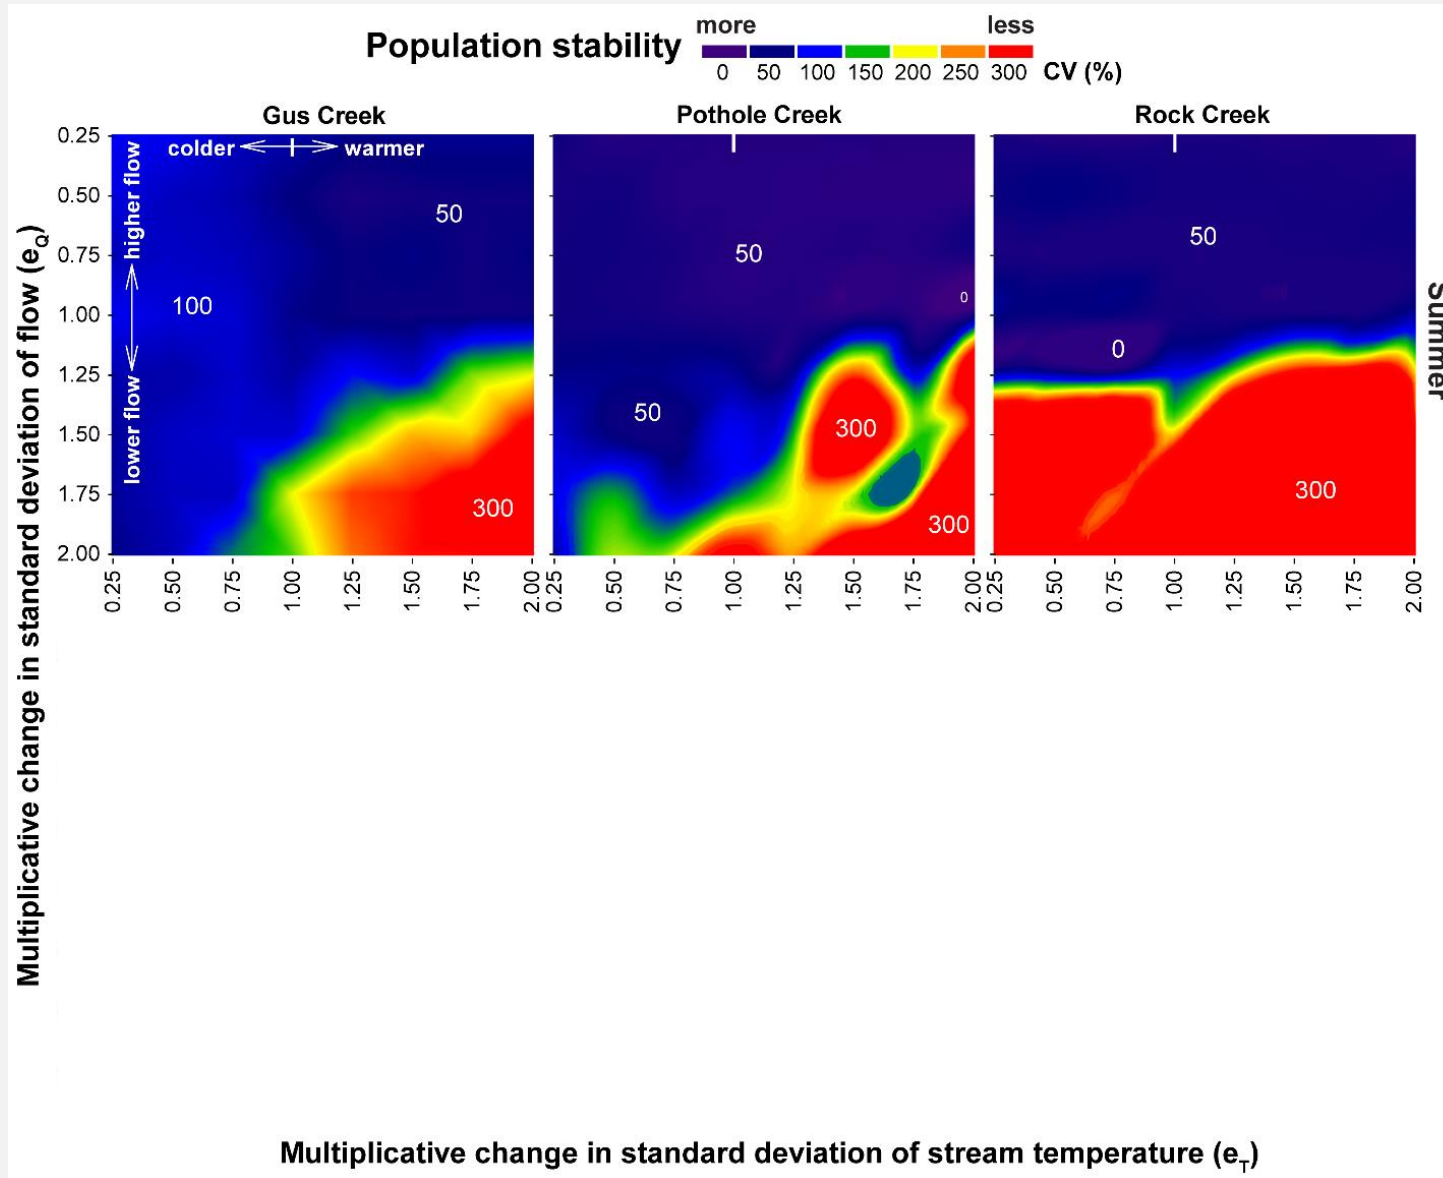 more less
Population stability
0 50 100 150 200 250 300 CV (%)
Gus Creek Pothole Creek Rock Creek
Multiplicative change in standard deviation of flow (eQ)
0.25
0.50
0.75
1.00
1.25
1.50
1.75
2.00
colder warmer
higher flow
lower flow
50
100
300
50
0
50
300
300
50
0
300
Summer
0.25 0.50 0.75 1.00 1.25 1.50 1.75 2.00
0.25 0.50 0.75 1.00 1.25 1.50 1.75 2.00
0.25 0.50 0.75 1.00 1.25 1.50 1.75 2.00
Multiplicative change in standard deviation of stream temperature (eT)